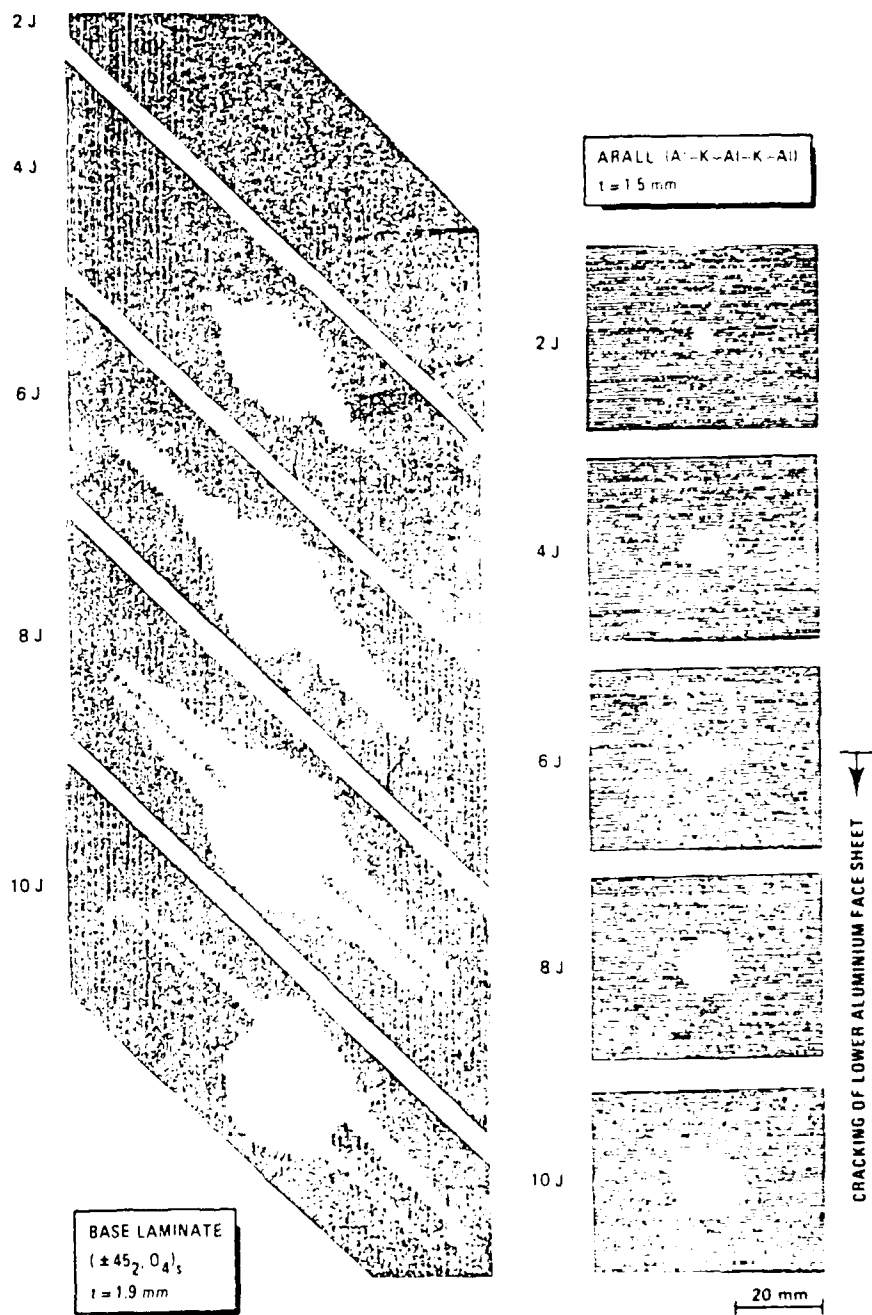 2 J
4 J
6 J
8 J
10 J
BASE LAMINATE
(±45₂, O₄)ₛ
t = 1.9 mm
ARALL (Al-K-Al-K-Al)
t = 1.5 mm
2 J
4 J
6 J
8 J
10 J
CRACKING OF LOWER ALUMINIUM FACE SHEET
20 mm